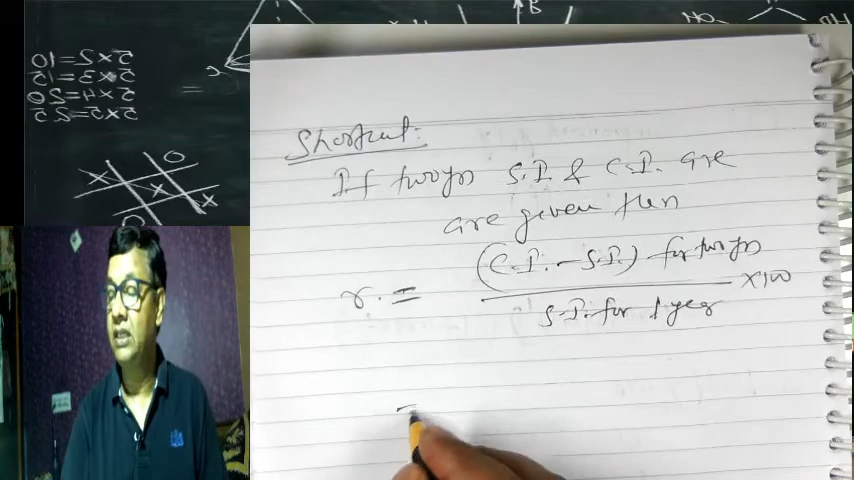 5×2=10
5×3=15
5×4=20
5×5=25
Shortcut:
If two yrs S.I. & C.I. are
are given then
r. = (C.I. - S.I.) for two yrs
S.I. for 1 year ×100